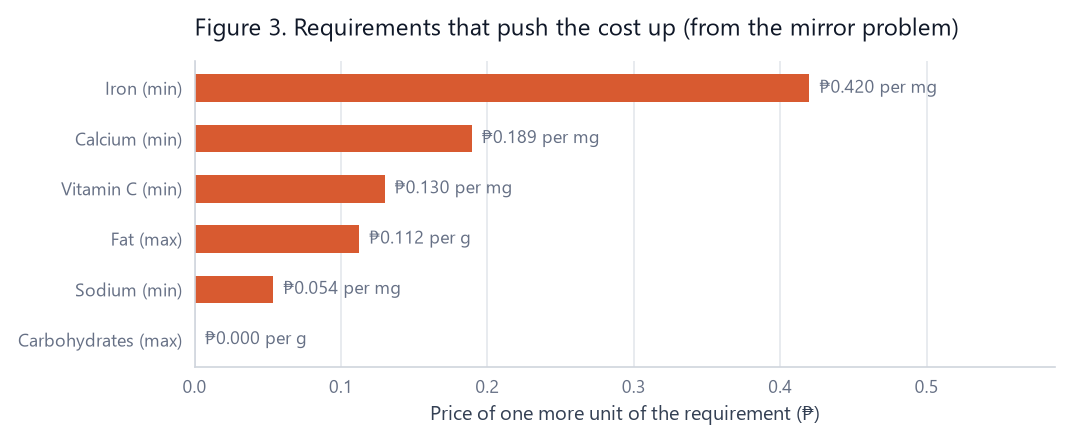 Figure 3. Requirements that push the cost up (from the mirror problem)
Iron (min) ₱0.420 per mg
Calcium (min) ₱0.189 per mg
Vitamin C (min) ₱0.130 per mg
Fat (max) ₱0.112 per g
Sodium (min) ₱0.054 per mg
Carbohydrates (max) ₱0.000 per g
0.0 0.1 0.2 0.3 0.4 0.5
Price of one more unit of the requirement (₱)